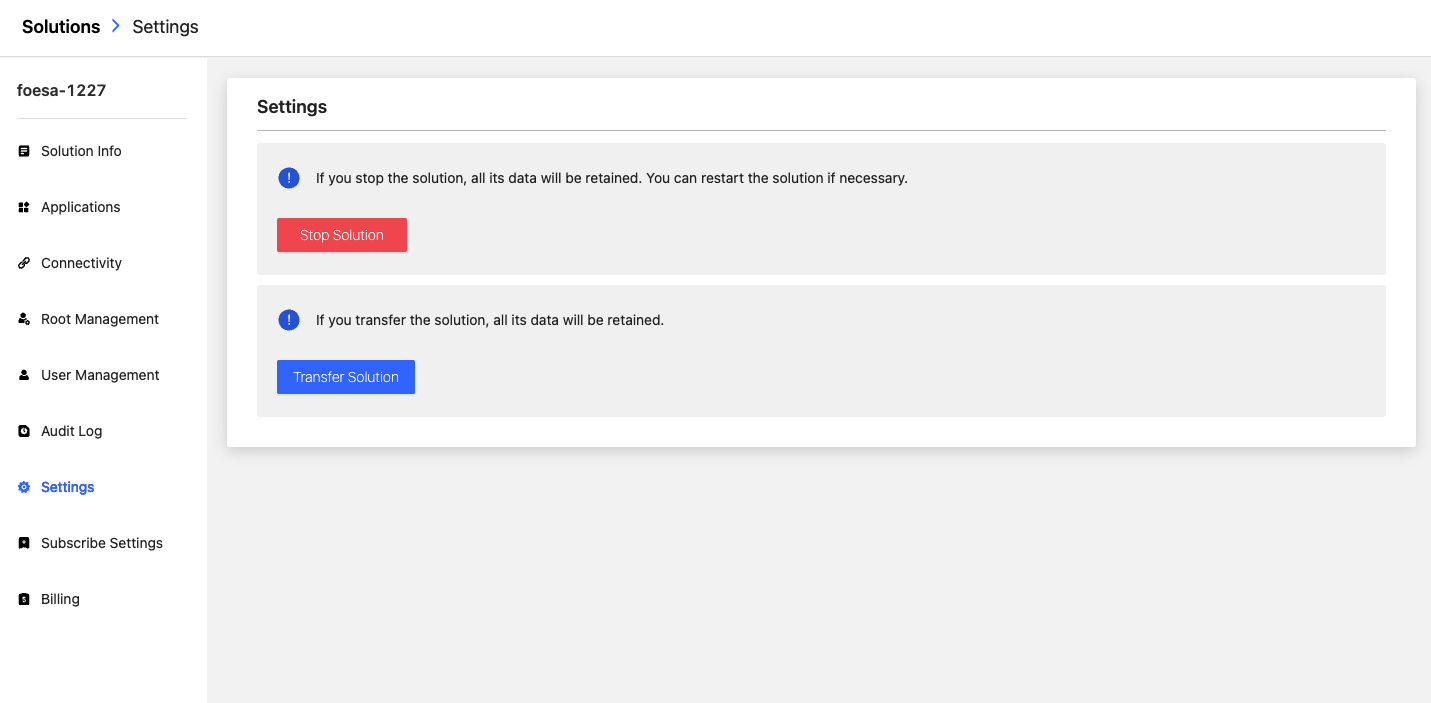 Solutions > Settings
foesa-1227
Solution Info
Applications
Connectivity
Root Management
User Management
Audit Log
Settings
Subscribe Settings
Billing
Settings
! If you stop the solution, all its data will be retained. You can restart the solution if necessary.
Stop Solution
! If you transfer the solution, all its data will be retained.
Transfer Solution